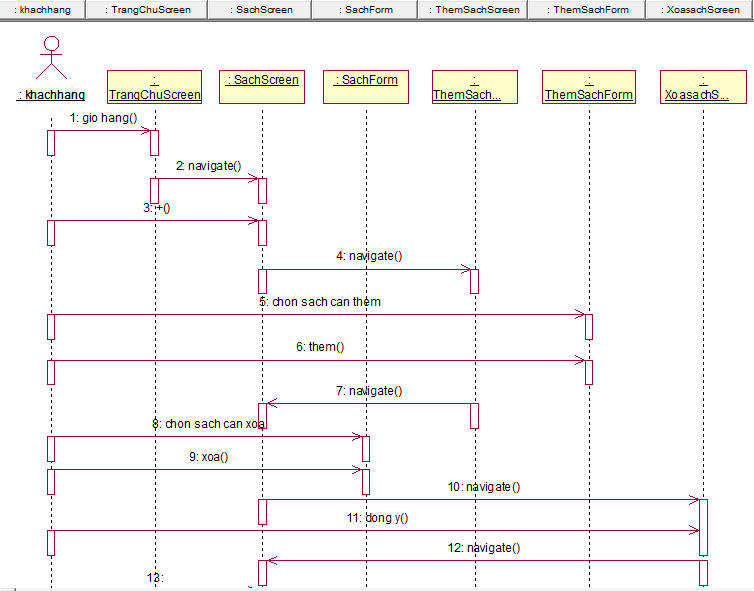 : khachhang
: TrangChuScreen
: SachScreen
: SachForm
: ThemSachScreen
: ThemSachForm
: XoasachScreen
: khachhang
:
TrangChuScreen
: SachScreen
: SachForm
:
ThemSach...
:
ThemSachForm
:
XoasachS...
1: gio hang()
2: navigate()
3: +()
4: navigate()
5: chon sach can them
6: them()
7: navigate()
8: chon sach can xoa
9: xoa()
10: navigate()
11: dong y()
12: navigate()
13: